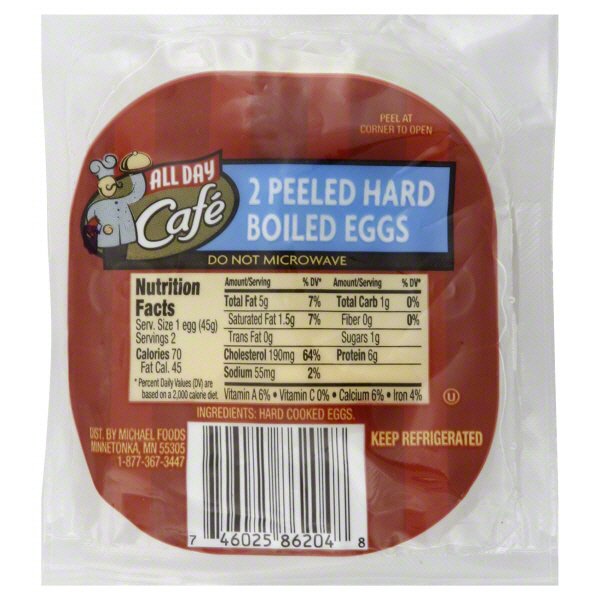 PEEL AT
CORNER TO OPEN
ALL DAY
Café
2 PEELED HARD
BOILED EGGS
DO NOT MICROWAVE
Nutrition
Facts
Serv. Size 1 egg (45g)
Servings 2
Calories 70
Fat Cal. 45
*Percent Daily Values (DV) are
based on a 2,000 calorie diet.
Amount/Serving % DV* Amount/Serving % DV*
Total Fat 5g 7% Total Carb 1g 0%
Saturated Fat 1.5g 7% Fiber 0g 0%
Trans Fat 0g Sugars 1g
Cholesterol 190mg 64% Protein 6g
Sodium 55mg 2%
Vitamin A 6% • Vitamin C 0% • Calcium 6% • Iron 4%
U
INGREDIENTS: HARD COOKED EGGS.
DIST. BY MICHAEL FOODS
MINNETONKA, MN 55305
1-877-367-3447
KEEP REFRIGERATED
7 46025 86204 8